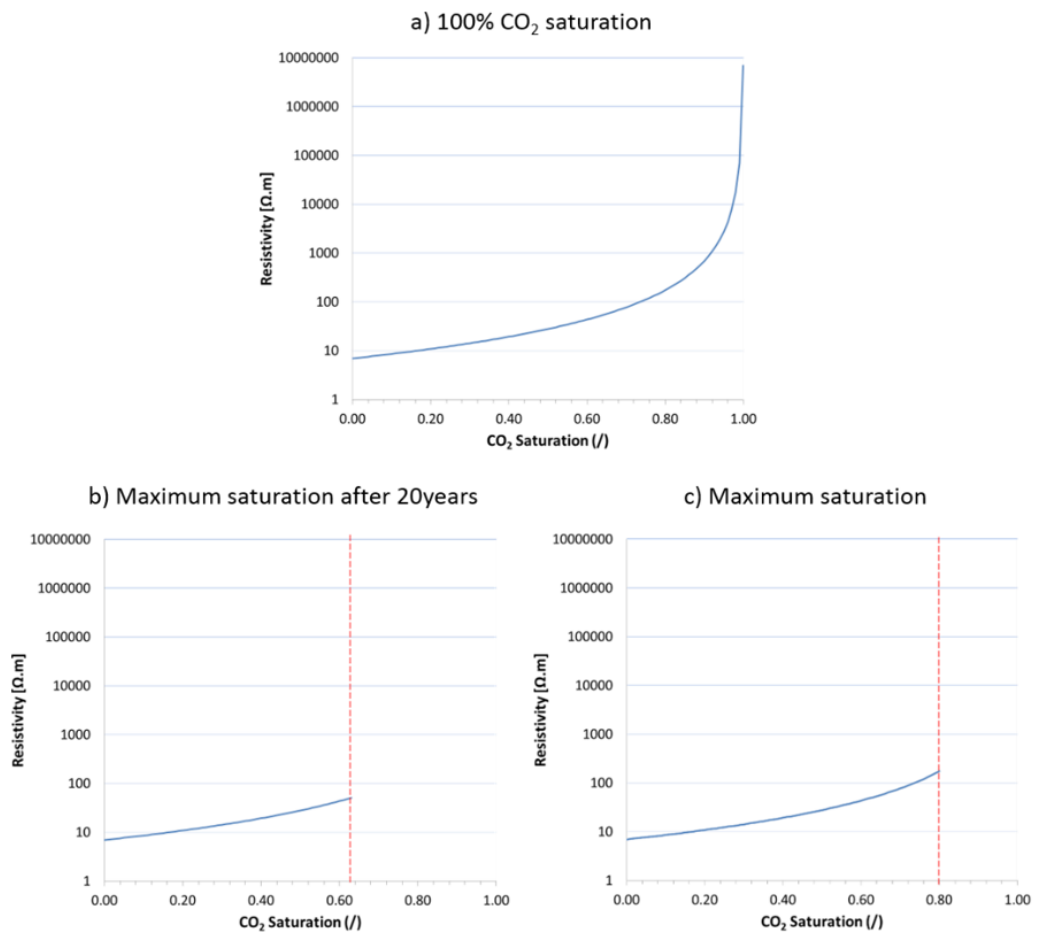 a) 100% CO₂ saturation
10000000
1000000
100000
10000
1000
100
10
1
Resistivity [Ω.m]
0.00 0.20 0.40 0.60 0.80 1.00
CO₂ Saturation (/)
b) Maximum saturation after 20years
10000000
1000000
100000
10000
1000
100
10
1
Resistivity [Ω.m]
0.00 0.20 0.40 0.60 0.80 1.00
CO₂ Saturation (/)
c) Maximum saturation
10000000
1000000
100000
10000
1000
100
10
1
Resistivity [Ω.m]
0.00 0.20 0.40 0.60 0.80 1.00
CO₂ Saturation (/)